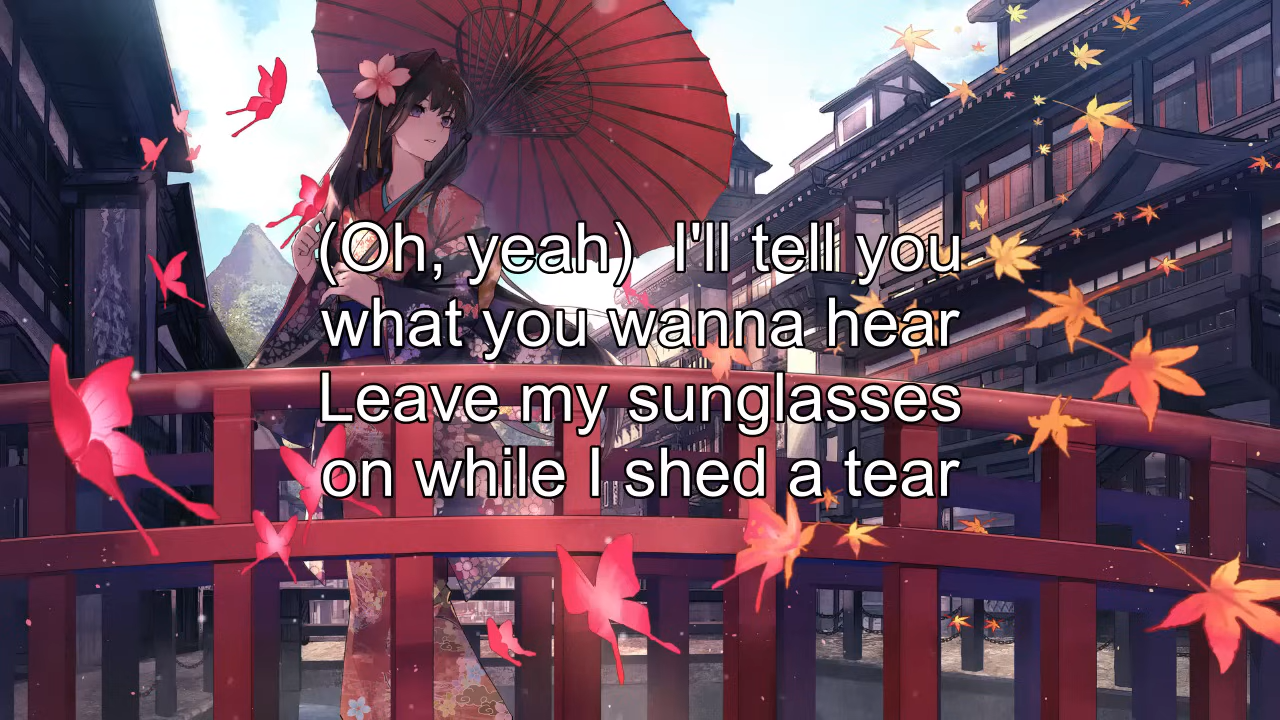 (Oh, yeah)  I'll tell you
what you wanna hear
Leave my sunglasses
on while I shed a tear